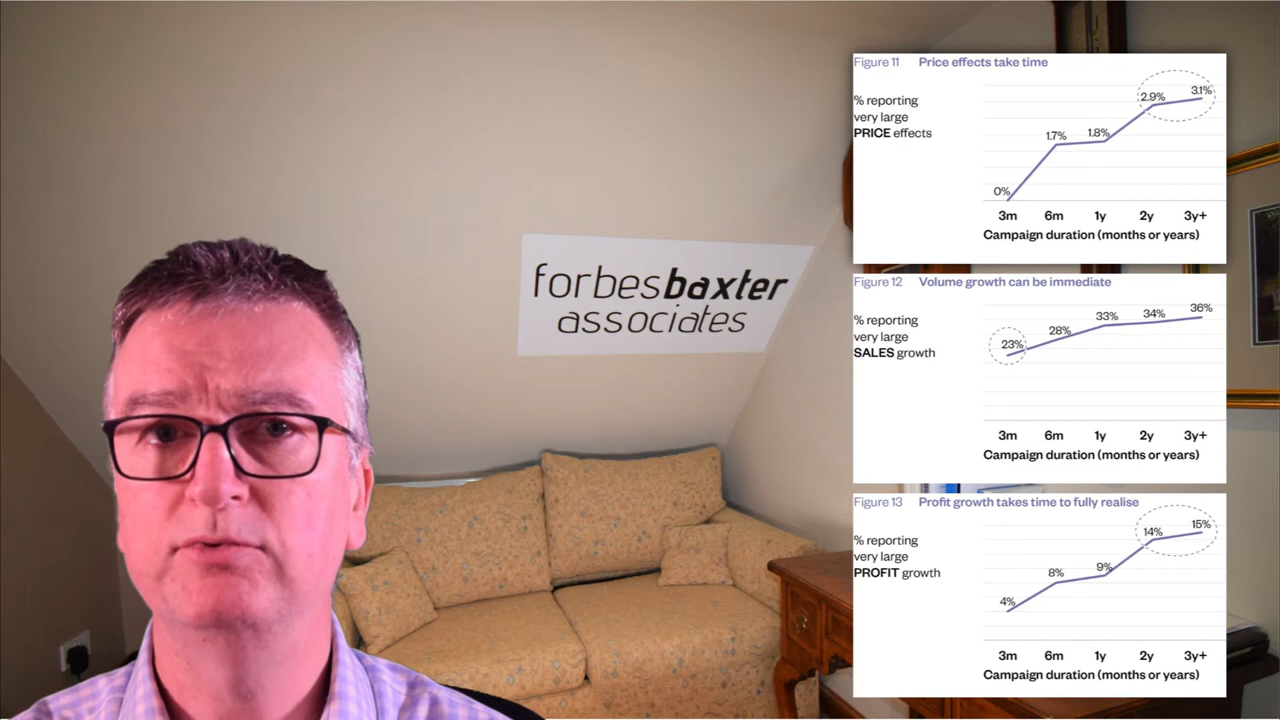 forbesbaxter
associates
Figure 11 Price effects take time
% reporting
very large
PRICE effects
0%
1.7%
1.8%
2.9%
3.1%
3m 6m 1y 2y 3y+
Campaign duration (months or years)
Figure 12 Volume growth can be immediate
% reporting
very large
SALES growth
23%
28%
33%
34%
36%
3m 6m 1y 2y 3y+
Campaign duration (months or years)
Figure 13 Profit growth takes time to fully realise
% reporting
very large
PROFIT growth
4%
8%
9%
14%
15%
3m 6m 1y 2y 3y+
Campaign duration (months or years)